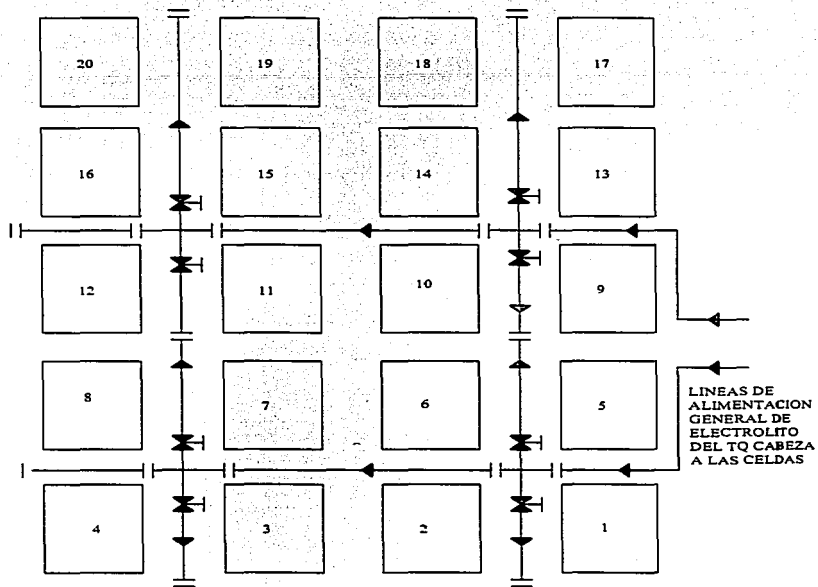 20 19 18 17
16 15 14 13
12 11 10 9
8 7 6 5
LINEAS DE
ALIMENTACION
GENERAL DE
ELECTROLITO
DEL TQ CABEZA
A LAS CELDAS
4 3 2 1